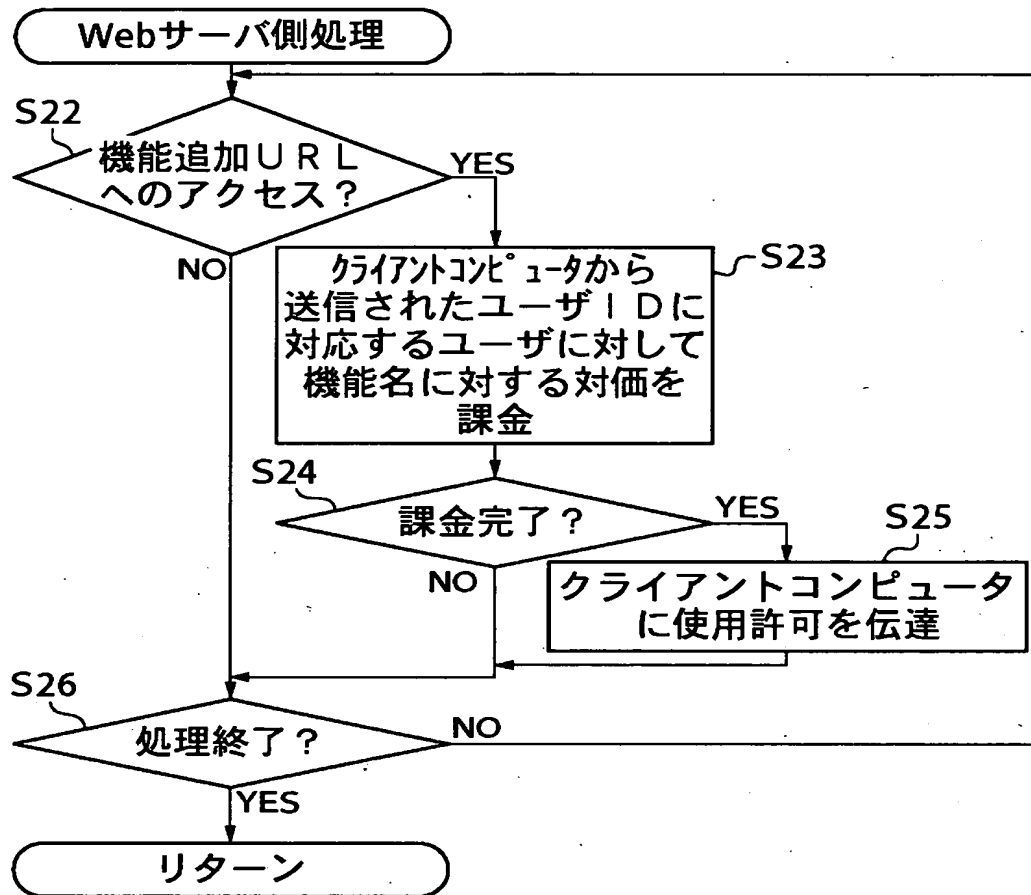 Webサーバ側処理
S22
機能追加URL
へのアクセス?
YES
NO
S23
クライアントコンピュータから
送信されたユーザIDに
対応するユーザに対して
機能名に対する対価を
課金
S24
課金完了?
YES
NO
S25
クライアントコンピュータ
に使用許可を伝達
S26
処理終了?
NO
YES
リターン